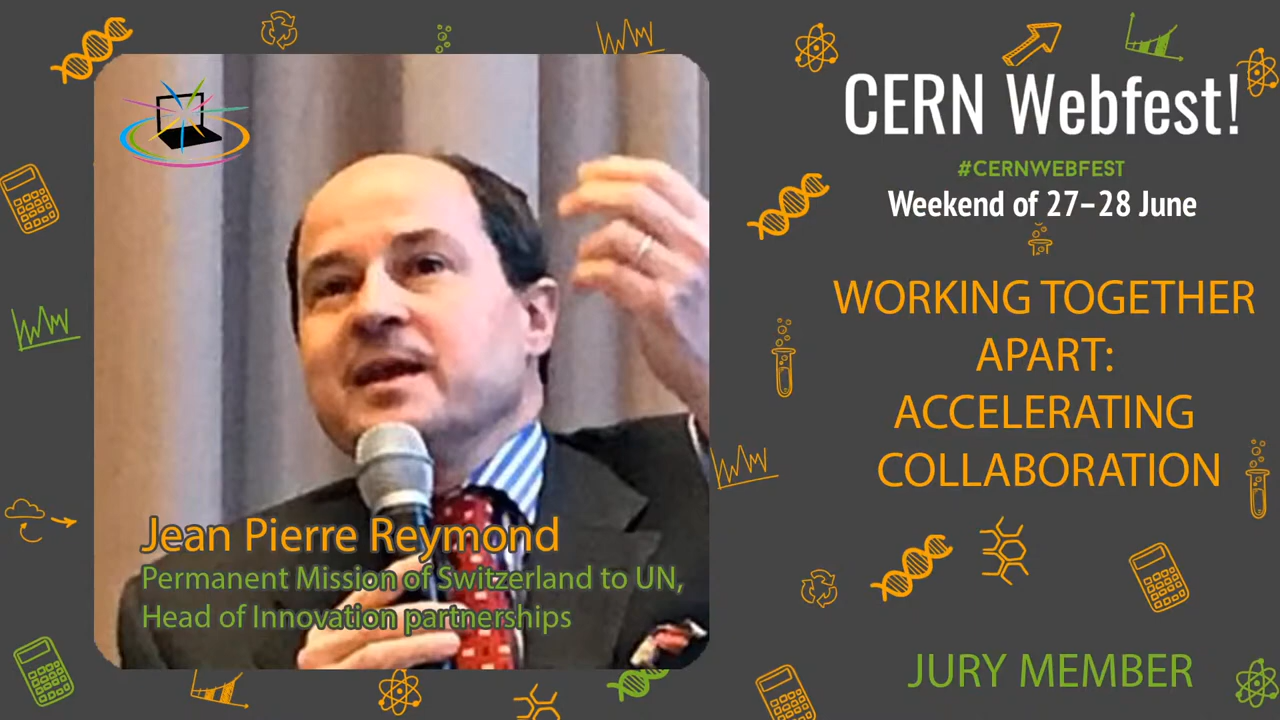 CERN Webfest!
#CERNWEBFEST
Weekend of 27-28 June
WORKING TOGETHER
APART:
ACCELERATING
COLLABORATION
Jean Pierre Reymond
Permanent Mission of Switzerland to UN,
Head of Innovation partnerships
JURY MEMBER